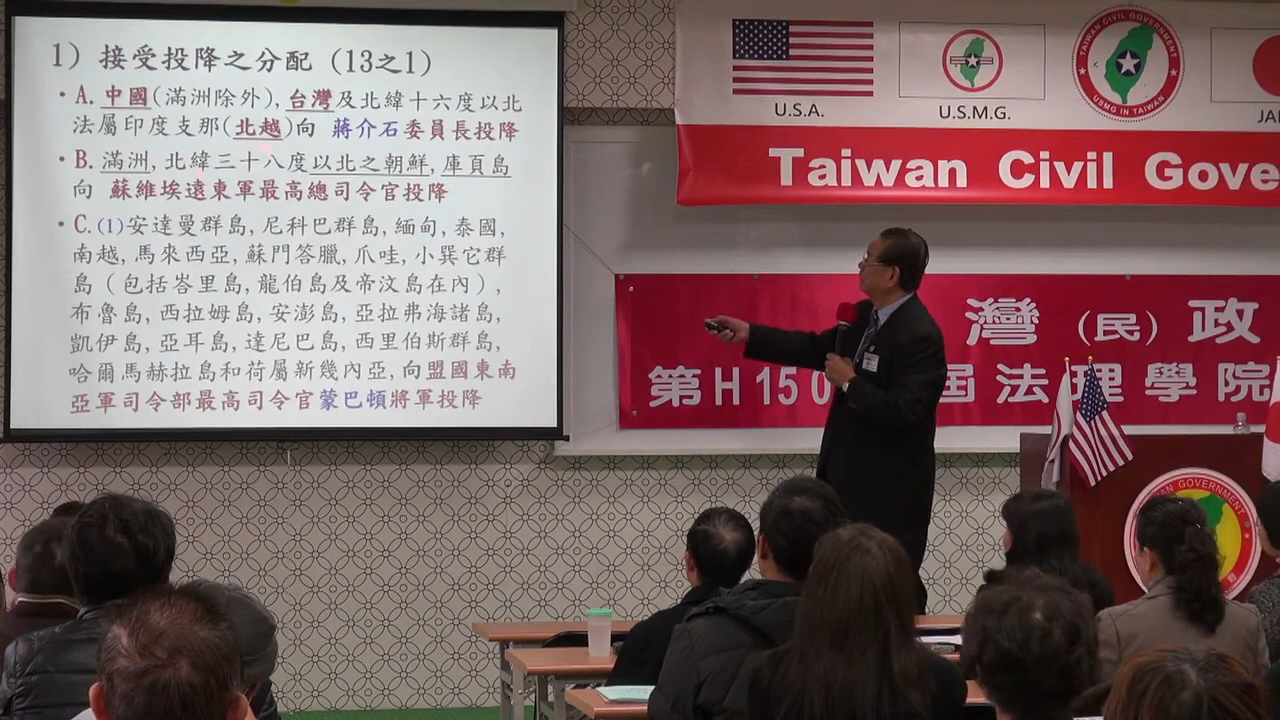 1) 接受投降之分配 (13之1)
• A. 中國(滿洲除外), 台灣及北緯十六度以北
法屬印度支那(北越)向 蔣介石委員長投降
• B. 滿洲, 北緯三十八度以北之朝鮮, 庫頁島
向 蘇維埃遠東軍最高總司令官投降
• C. (1)安達曼群島, 尼科巴群島, 緬甸, 泰國,
南越, 馬來西亞, 蘇門答臘, 爪哇, 小巽它群
島 (包括峇里島, 龍伯島及帝汶島在內),
布魯島, 西拉姆島, 安澎島, 亞拉弗海諸島,
凱伊島, 亞耳島, 達尼巴島, 西里伯斯群島,
哈爾馬赫拉島和荷屬新幾內亞, 向盟國東南
亞軍司令部最高司令官蒙巴頓將軍投降
U.S.A.
U.S.M.G.
TAIWAN CIVIL GOVERNMENT
USMG IN TAIWAN
JA
Taiwan Civil Gove
灣 (民) 政
第H150 屆法理學院
GOVERNMENT